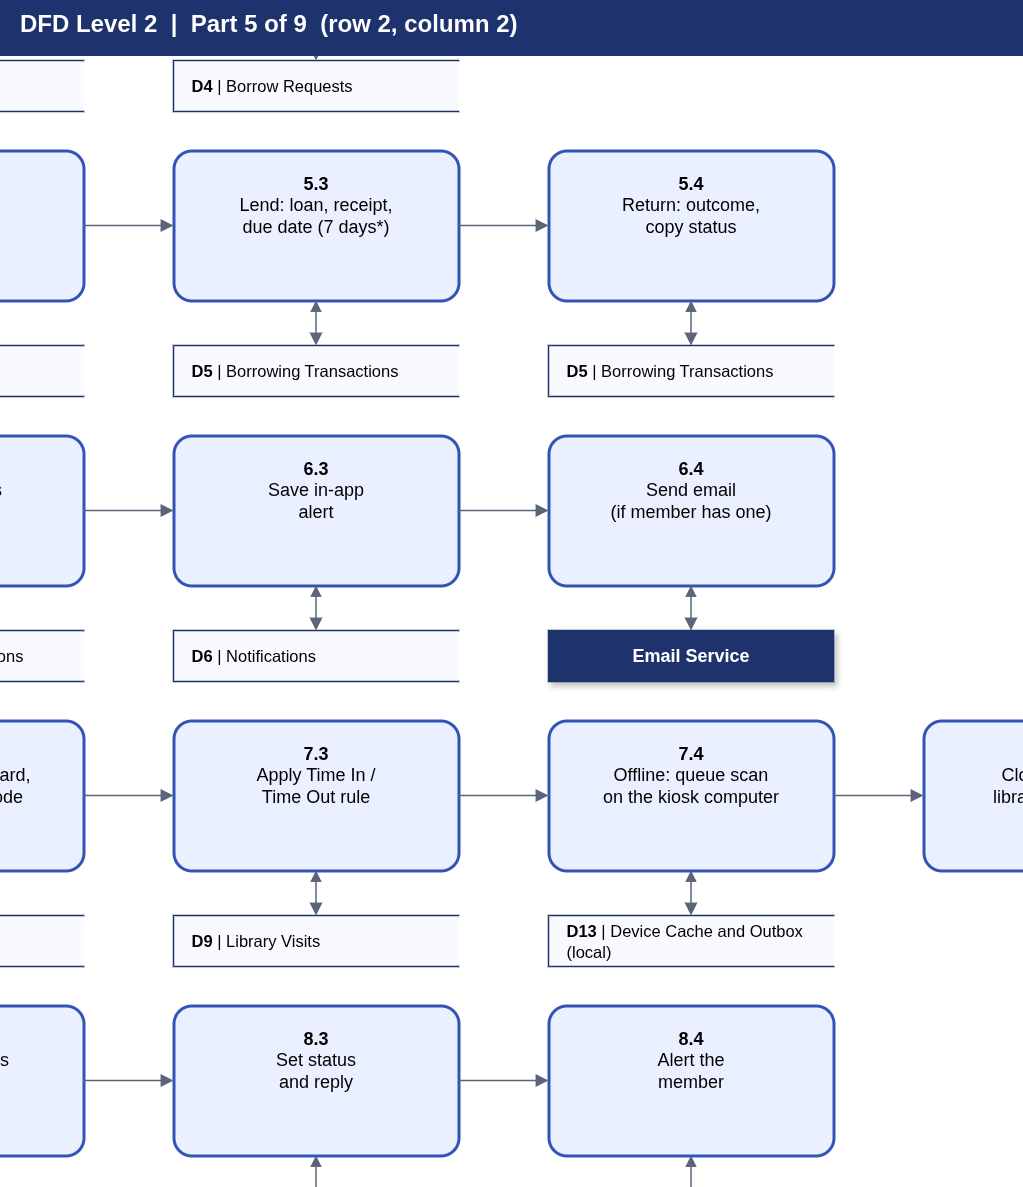 DFD Level 2 | Part 5 of 9 (row 2, column 2)
D4 | Borrow Requests
5.3
Lend: loan, receipt,
due date (7 days*)
5.4
Return: outcome,
copy status
D5 | Borrowing Transactions
D5 | Borrowing Transactions
s
6.3
Save in-app
alert
6.4
Send email
(if member has one)
ons
D6 | Notifications
Email Service
ard,
ode
7.3
Apply Time In /
Time Out rule
7.4
Offline: queue scan
on the kiosk computer
Clo
libra
D9 | Library Visits
D13 | Device Cache and Outbox
(local)
s
8.3
Set status
and reply
8.4
Alert the
member